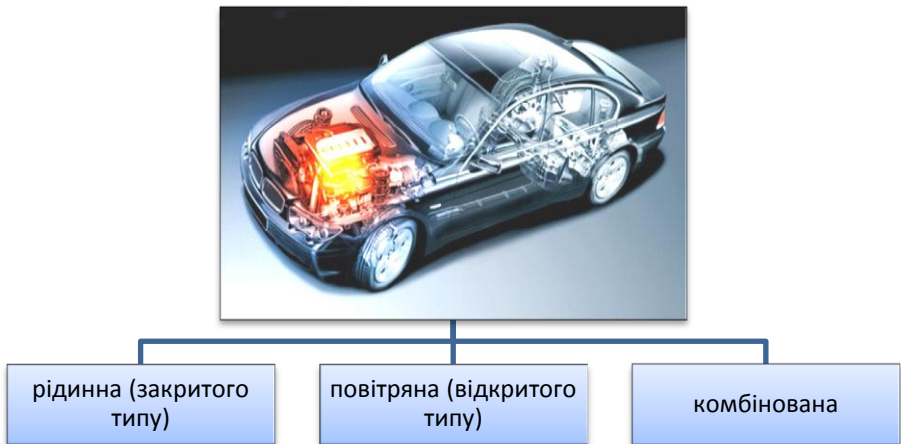 рідинна (закритого
типу)
повітряна (відкритого
типу)
комбінована